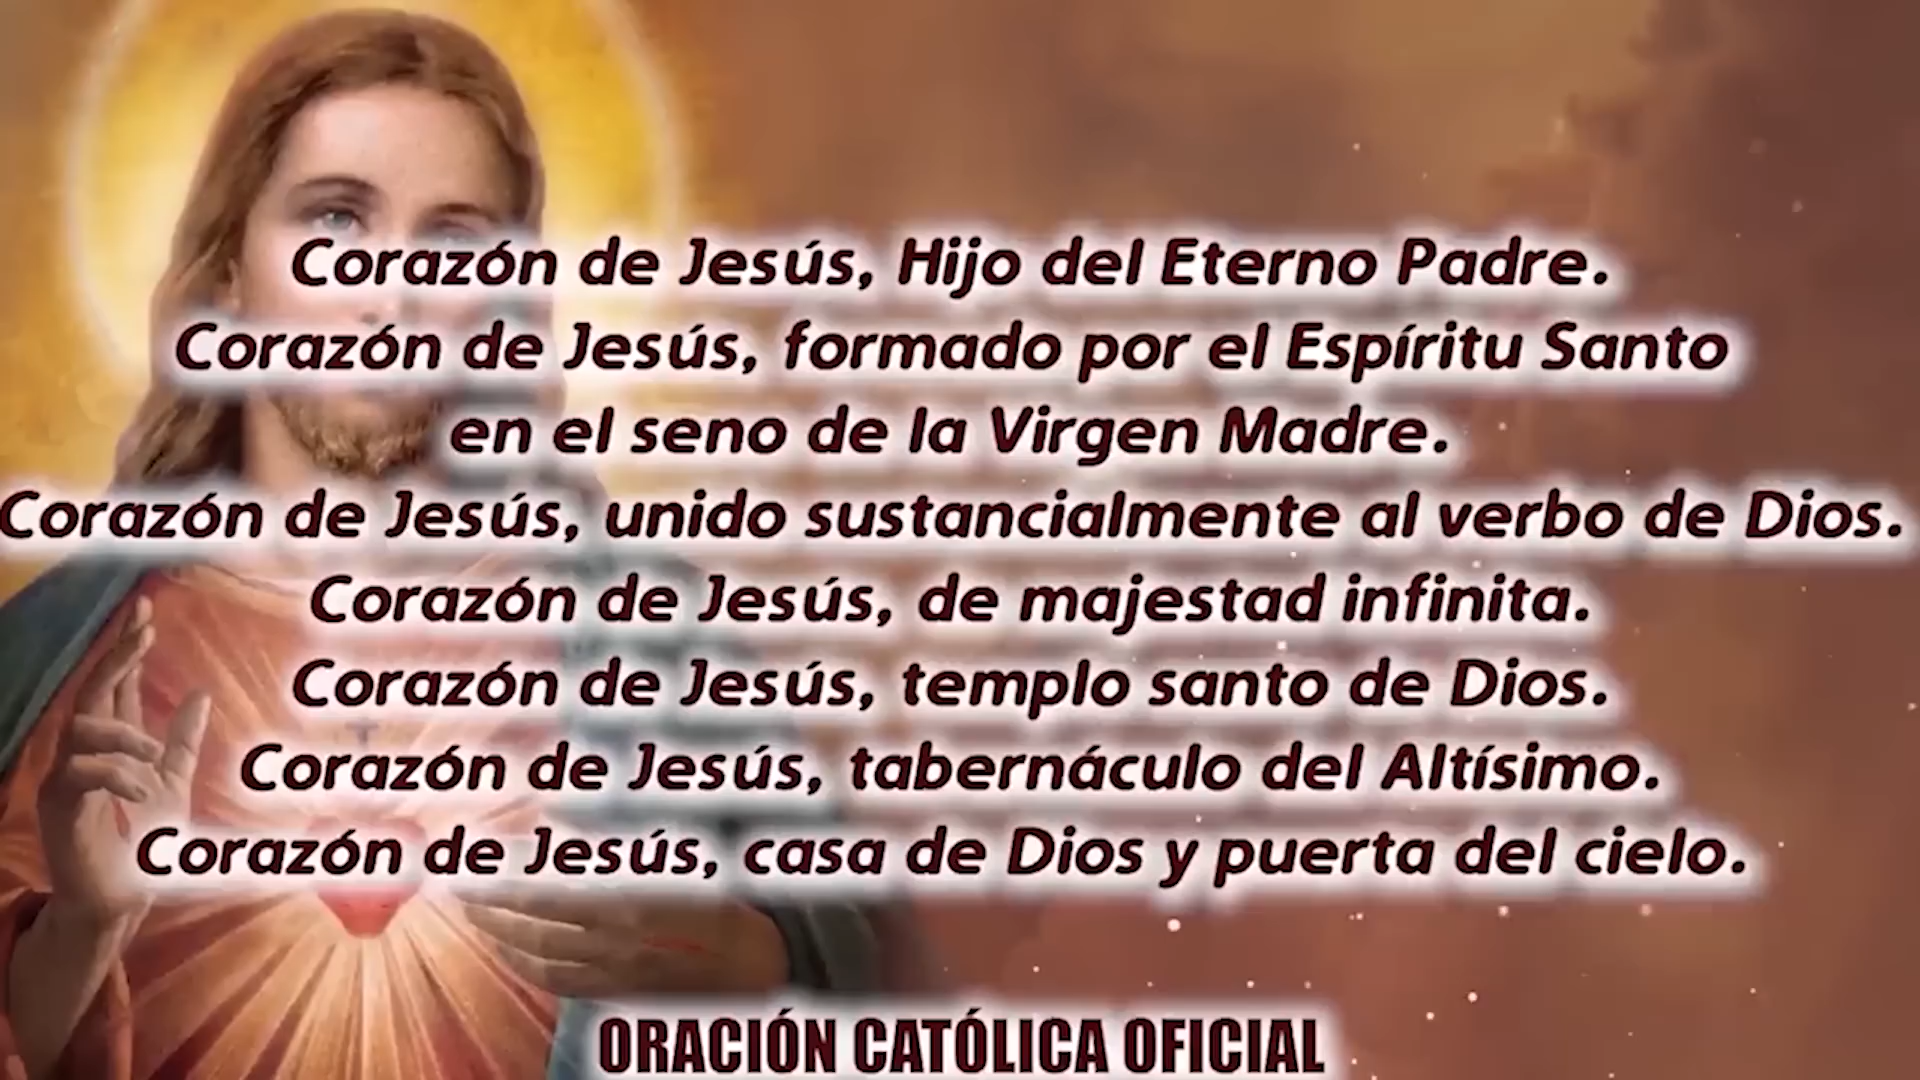 Corazón de Jesús, Hijo del Eterno Padre.
Corazón de Jesús, formado por el Espíritu Santo
en el seno de la Virgen Madre.
Corazón de Jesús, unido sustancialmente al verbo de Dios.
Corazón de Jesús, de majestad infinita.
Corazón de Jesús, templo santo de Dios.
Corazón de Jesús, tabernáculo del Altísimo.
Corazón de Jesús, casa de Dios y puerta del cielo.
ORACIÓN CATÓLICA OFICIAL